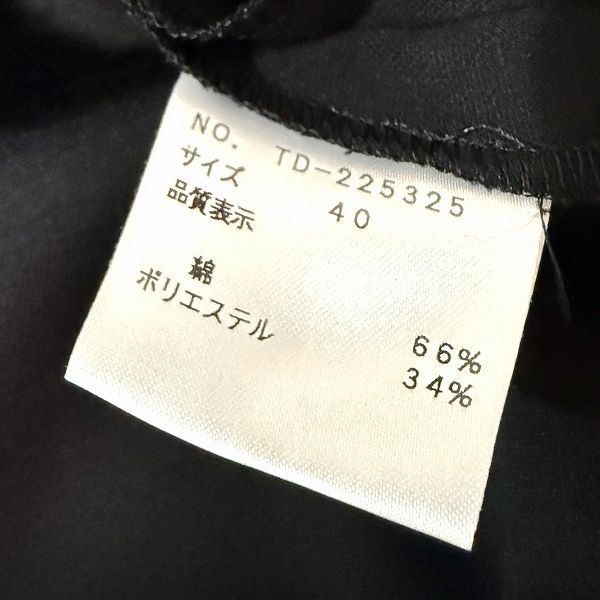 NO. TD-225325
サイズ 40
品質表示
綿 66%
ポリエステル 34%